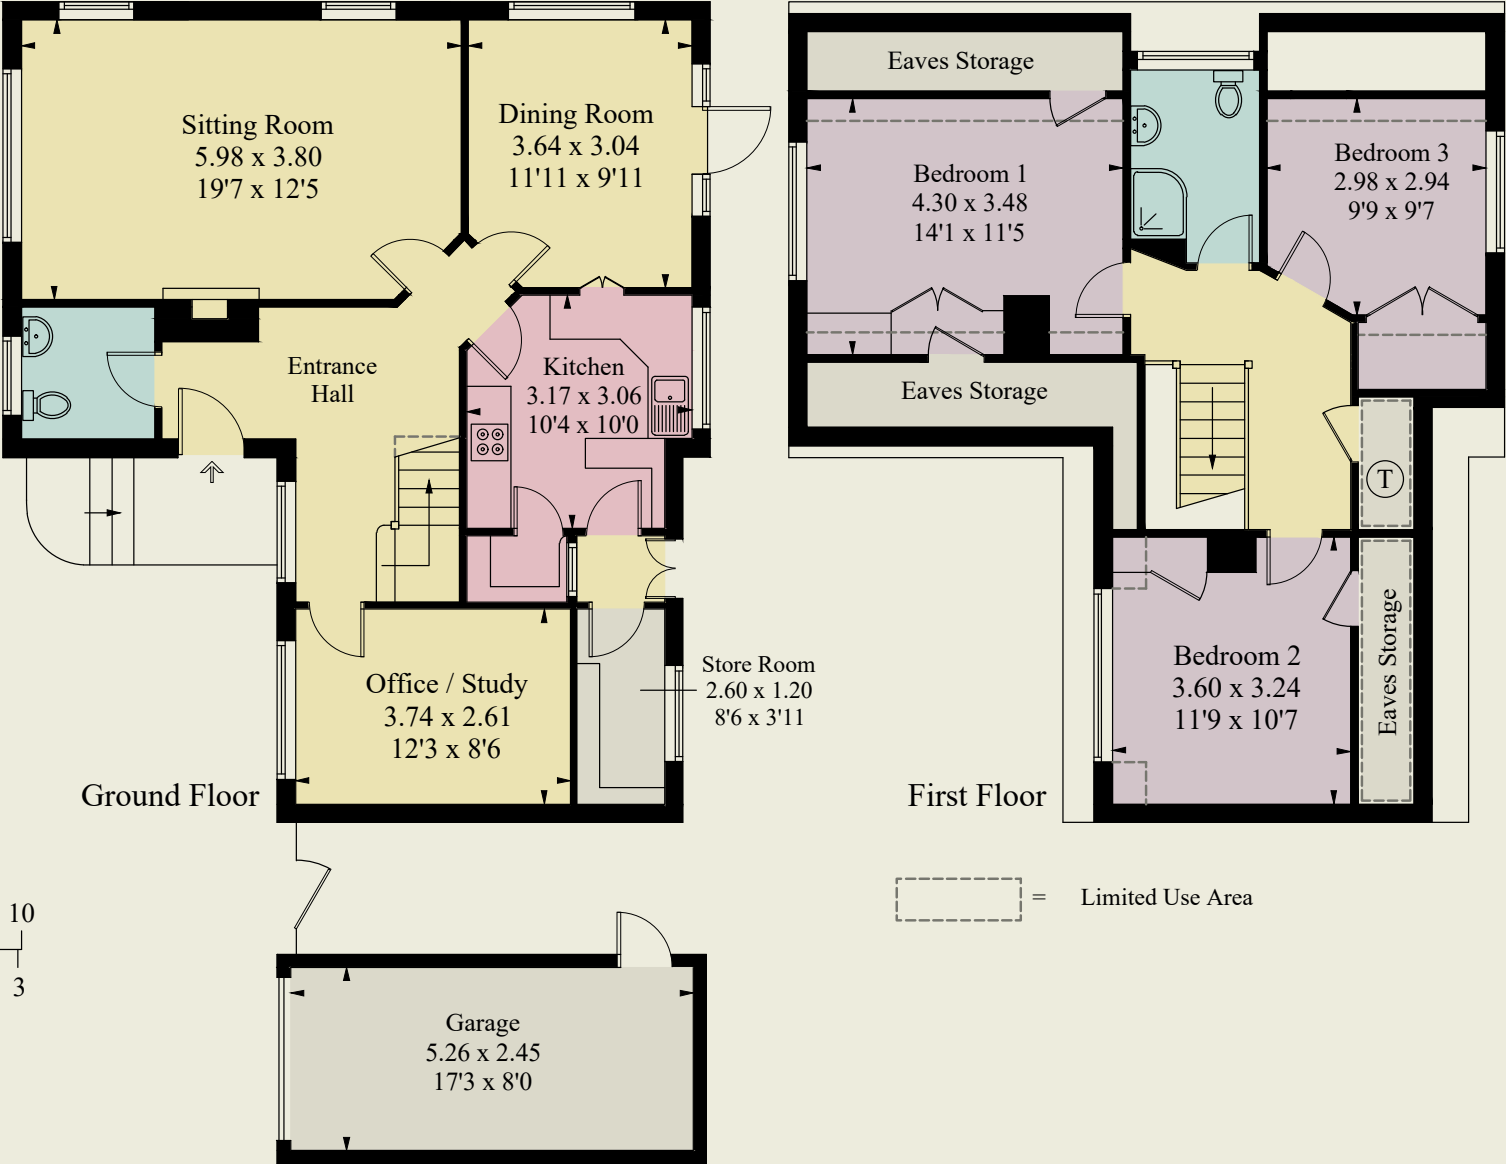 Sitting Room
5.98 x 3.80
19'7 x 12'5
Dining Room
3.64 x 3.04
11'11 x 9'11
Entrance
Hall
Kitchen
3.17 x 3.06
10'4 x 10'0
Office / Study
3.74 x 2.61
12'3 x 8'6
Store Room
2.60 x 1.20
8'6 x 3'11
Ground Floor
Eaves Storage
Bedroom 1
4.30 x 3.48
14'1 x 11'5
Bedroom 3
2.98 x 2.94
9'9 x 9'7
Eaves Storage
T
Bedroom 2
3.60 x 3.24
11'9 x 10'7
Eaves Storage
First Floor
= Limited Use Area
10
3
Garage
5.26 x 2.45
17'3 x 8'0